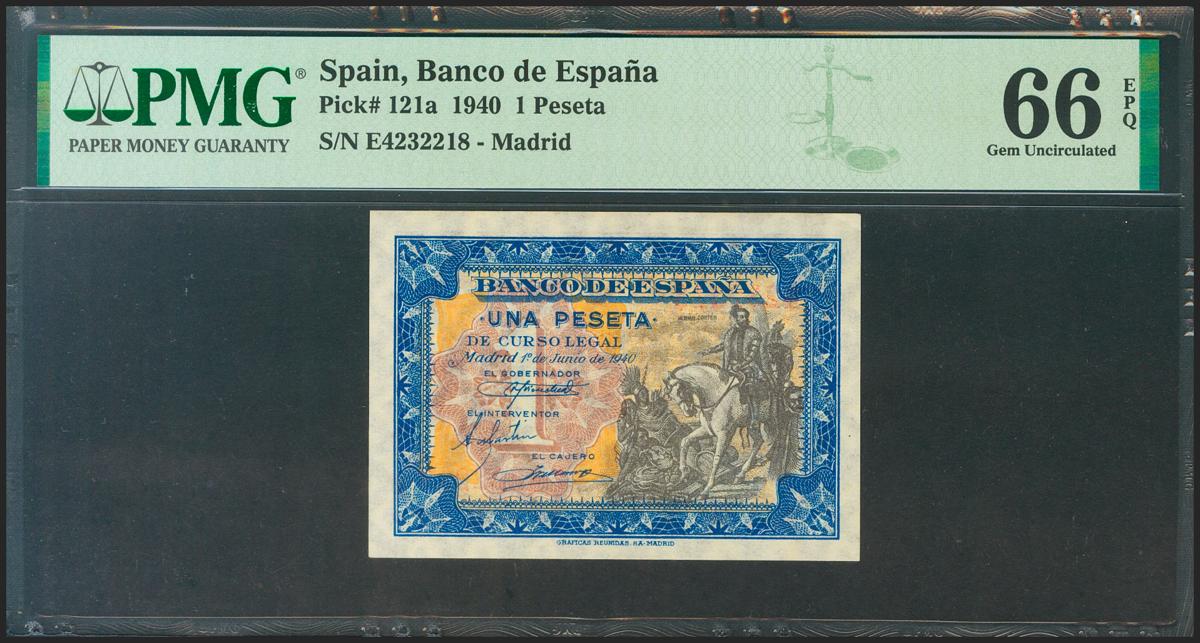 PMG®
PAPER MONEY GUARANTY
Spain, Banco de España
Pick# 121a 1940 1 Peseta
S/N E4232218 - Madrid
66
EPQ
Gem Uncirculated
BANCO DE ESPAÑA
·UNA PESETA·
HERNAN CORTES
DE CURSO LEGAL
Madrid 1º de Junio de 1940
EL GOBERNADOR
EL INTERVENTOR
EL CAJERO
1
GRAFICAS REUNIDAS, S.A.-MADRID